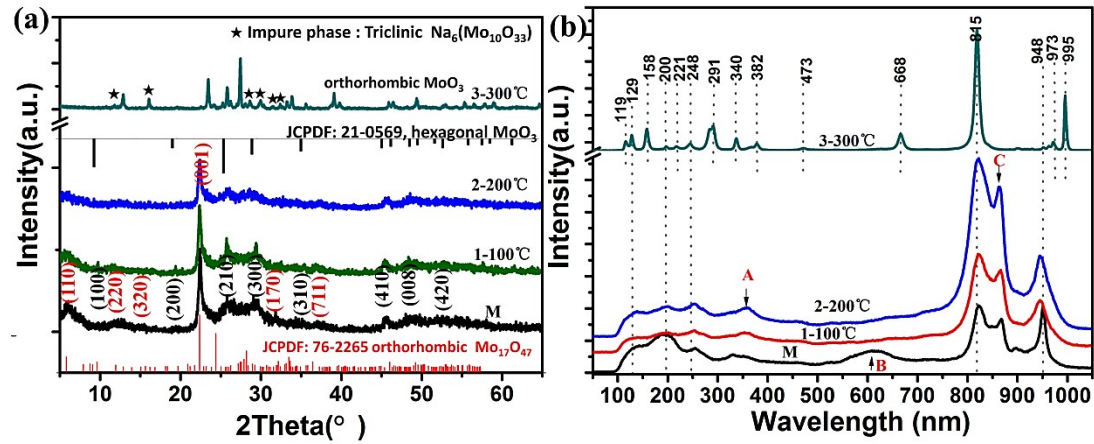 (a)
★ Impure phase : Triclinic Na₆(Mo₁₀O₃₃)
orthorhombic MoO₃
3-300℃
JCPDF: 21-0569, hexagonal MoO₃
(001)
2-200℃
1-100℃
(110)
(100)
(220)
(320)
(200)
(210)
(300)
(170)
(310)
(711)
(410)
(008)
(420)
M
JCPDF: 76-2265 orthorhombic Mo₁₇O₄₇
Intensity(a.u.)
0 10 20 30 40 50 60
2Theta(°)
(b)
119
129
158
200
221
248
291
340
382
473
668
815
948
973
995
3-300℃
C
A
2-200℃
1-100℃
M
B
Intensity(a.u.)
100 200 300 400 500 600 700 800 900 1000
Wavelength (nm)